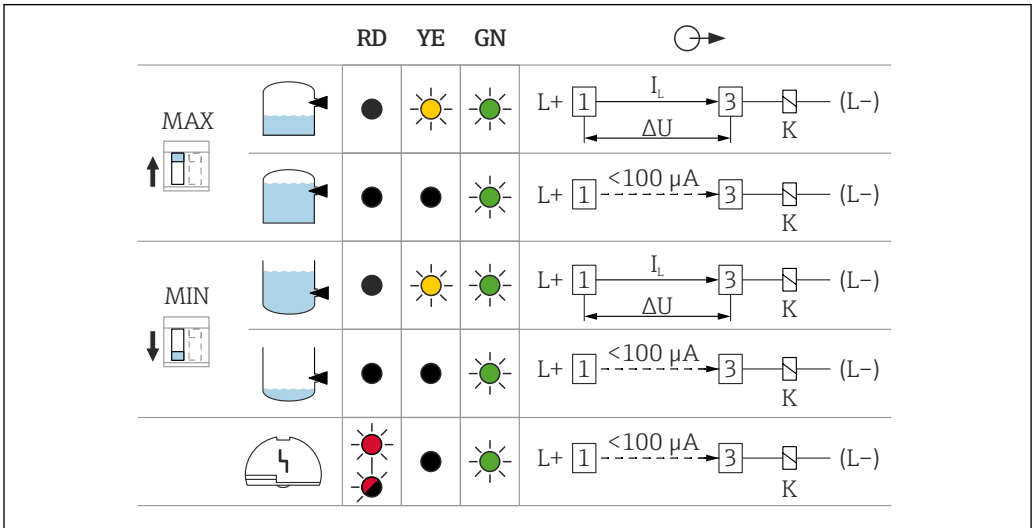 RD YE GN
MAX
L+ 1 I_L 3 (L−)
ΔU K
L+ 1 <100 µA 3 (L−)
K
MIN
L+ 1 I_L 3 (L−)
ΔU K
L+ 1 <100 µA 3 (L−)
K
L+ 1 <100 µA 3 (L−)
K